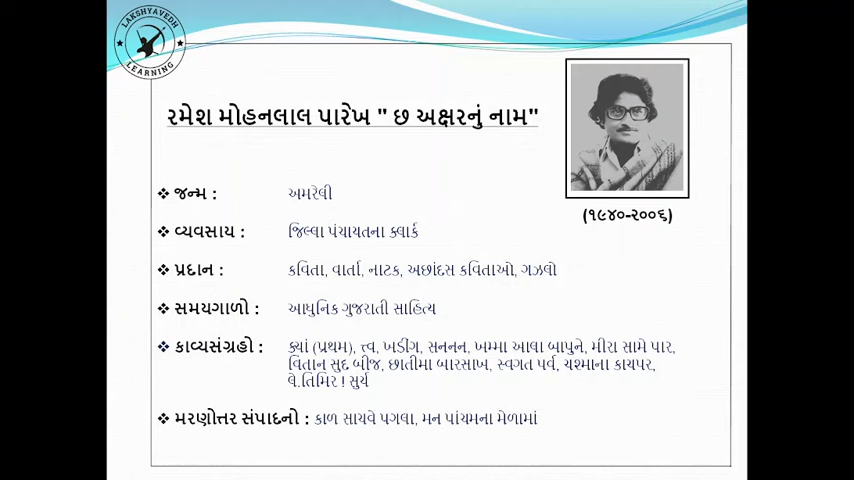 LAKSHYAVEDH
LEARNING
રમેશ મોહનલાલ પારેખ " છ અક્ષરનું નામ"
(૧૯૪૦-૨૦૦૬)
❖ જન્મ : અમરેલી
❖ વ્યવસાય : જિલ્લા પંચાયતના ક્લાર્ક
❖ પ્રદાન : કવિતા, વાર્તા, નાટક, અછાંદસ કવિતાઓ, ગઝલો
❖ સમયગાળો : આધુનિક ગુજરાતી સાહિત્ય
❖ કાવ્યસંગ્રહો : ક્યાં (પ્રથમ), ત્ત્વ, ખડીંગ, સનનન, ખમ્મા આલા બાપુને, મીરા સામે પાર,
વિતાન સુદ બીજ, છાતીમા બારસાખ, સ્વગત પર્વ, ચશ્માના કાચપર,
લે.તિમિર ! સુર્ય
❖ મરણોત્તર સંપાદનો : કાળ સાચવે પગલા, મન પાંચમના મેળામાં